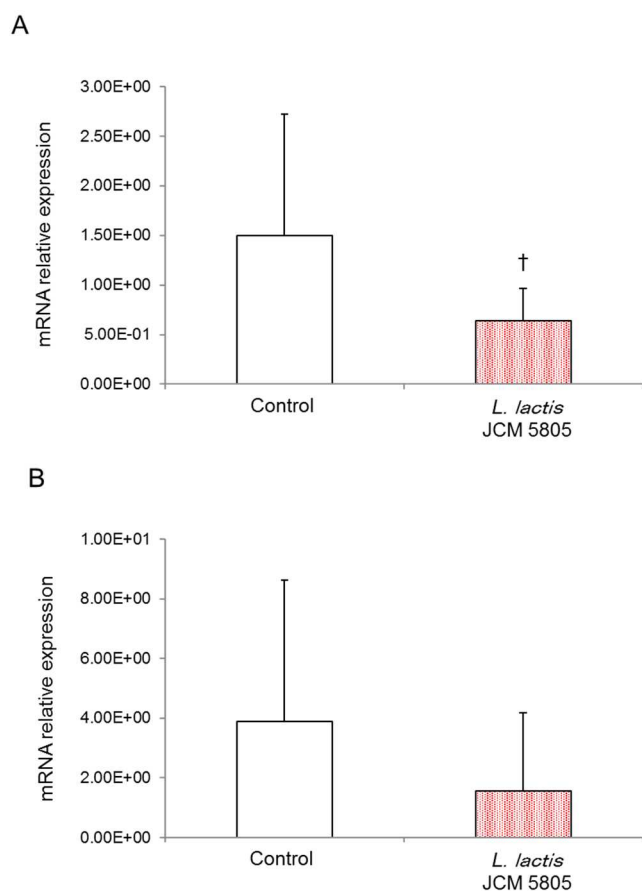 A
mRNA relative expression
3.00E+00
2.50E+00
2.00E+00
1.50E+00
1.00E+00
5.00E-01
0.00E+00
†
Control
L. lactis
JCM 5805
B
mRNA relative expression
1.00E+01
8.00E+00
6.00E+00
4.00E+00
2.00E+00
0.00E+00
Control
L. lactis
JCM 5805